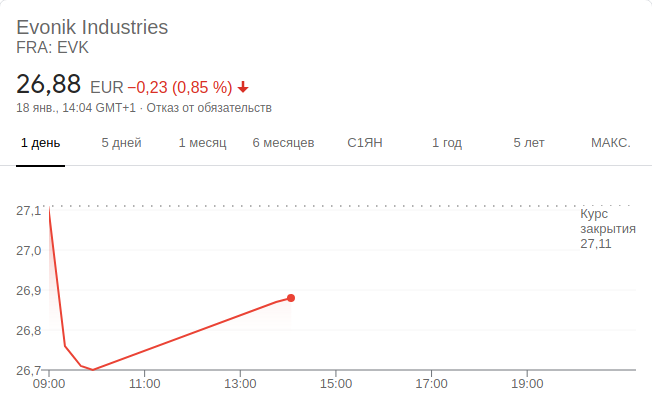 Evonik Industries
FRA: EVK
26,88 EUR −0,23 (0,85 %)
18 янв., 14:04 GMT+1 · Отказ от обязательств
1 день 5 дней 1 месяц 6 месяцев С1ЯН 1 год 5 лет МАКС.
27,1
Курс
закрытия
27,11
27,0
26,9
26,8
26,7
09:00 11:00 13:00 15:00 17:00 19:00